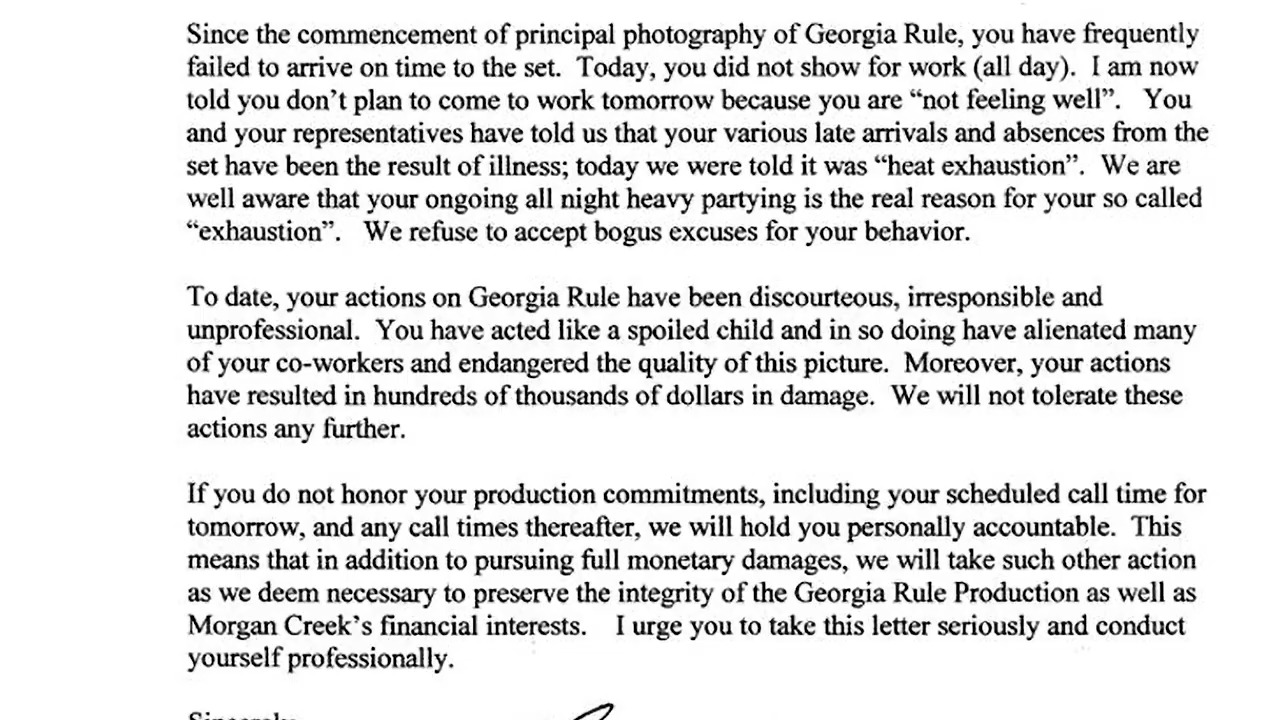 Since the commencement of principal photography of Georgia Rule, you have frequently
failed to arrive on time to the set.  Today, you did not show for work (all day).  I am now
told you don’t plan to come to work tomorrow because you are “not feeling well”.   You
and your representatives have told us that your various late arrivals and absences from the
set have been the result of illness; today we were told it was “heat exhaustion”.  We are
well aware that your ongoing all night heavy partying is the real reason for your so called
“exhaustion”.   We refuse to accept bogus excuses for your behavior.

To date, your actions on Georgia Rule have been discourteous, irresponsible and
unprofessional.  You have acted like a spoiled child and in so doing have alienated many
of your co-workers and endangered the quality of this picture.  Moreover, your actions
have resulted in hundreds of thousands of dollars in damage.  We will not tolerate these
actions any further.

If you do not honor your production commitments, including your scheduled call time for
tomorrow, and any call times thereafter, we will hold you personally accountable.  This
means that in addition to pursuing full monetary damages, we will take such other action
as we deem necessary to preserve the integrity of the Georgia Rule Production as well as
Morgan Creek’s financial interests.    I urge you to take this letter seriously and conduct
yourself professionally.